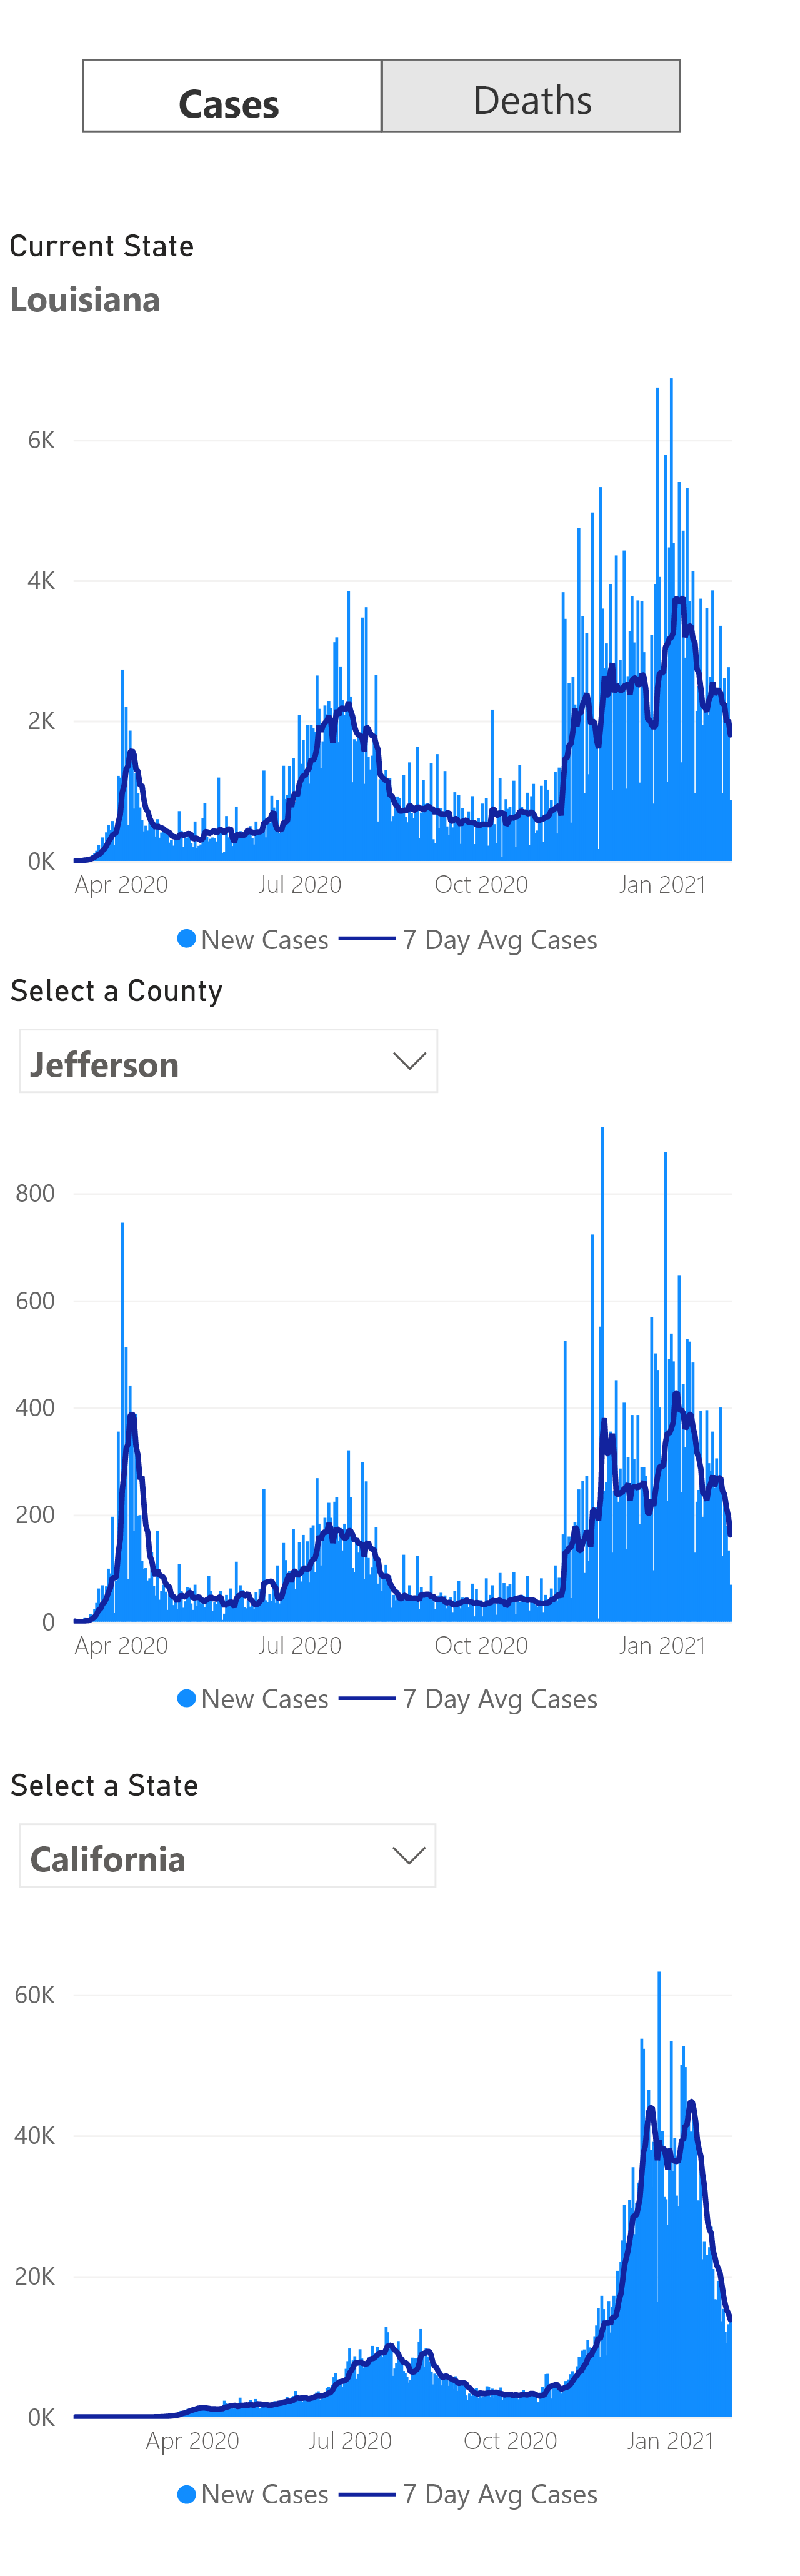 Cases Deaths
Current State
Louisiana
6K
4K
2K
0K
Apr 2020 Jul 2020 Oct 2020 Jan 2021
New Cases 7 Day Avg Cases
Select a County
Jefferson
800
600
400
200
0
Apr 2020 Jul 2020 Oct 2020 Jan 2021
New Cases 7 Day Avg Cases
Select a State
California
60K
40K
20K
0K
Apr 2020 Jul 2020 Oct 2020 Jan 2021
New Cases 7 Day Avg Cases